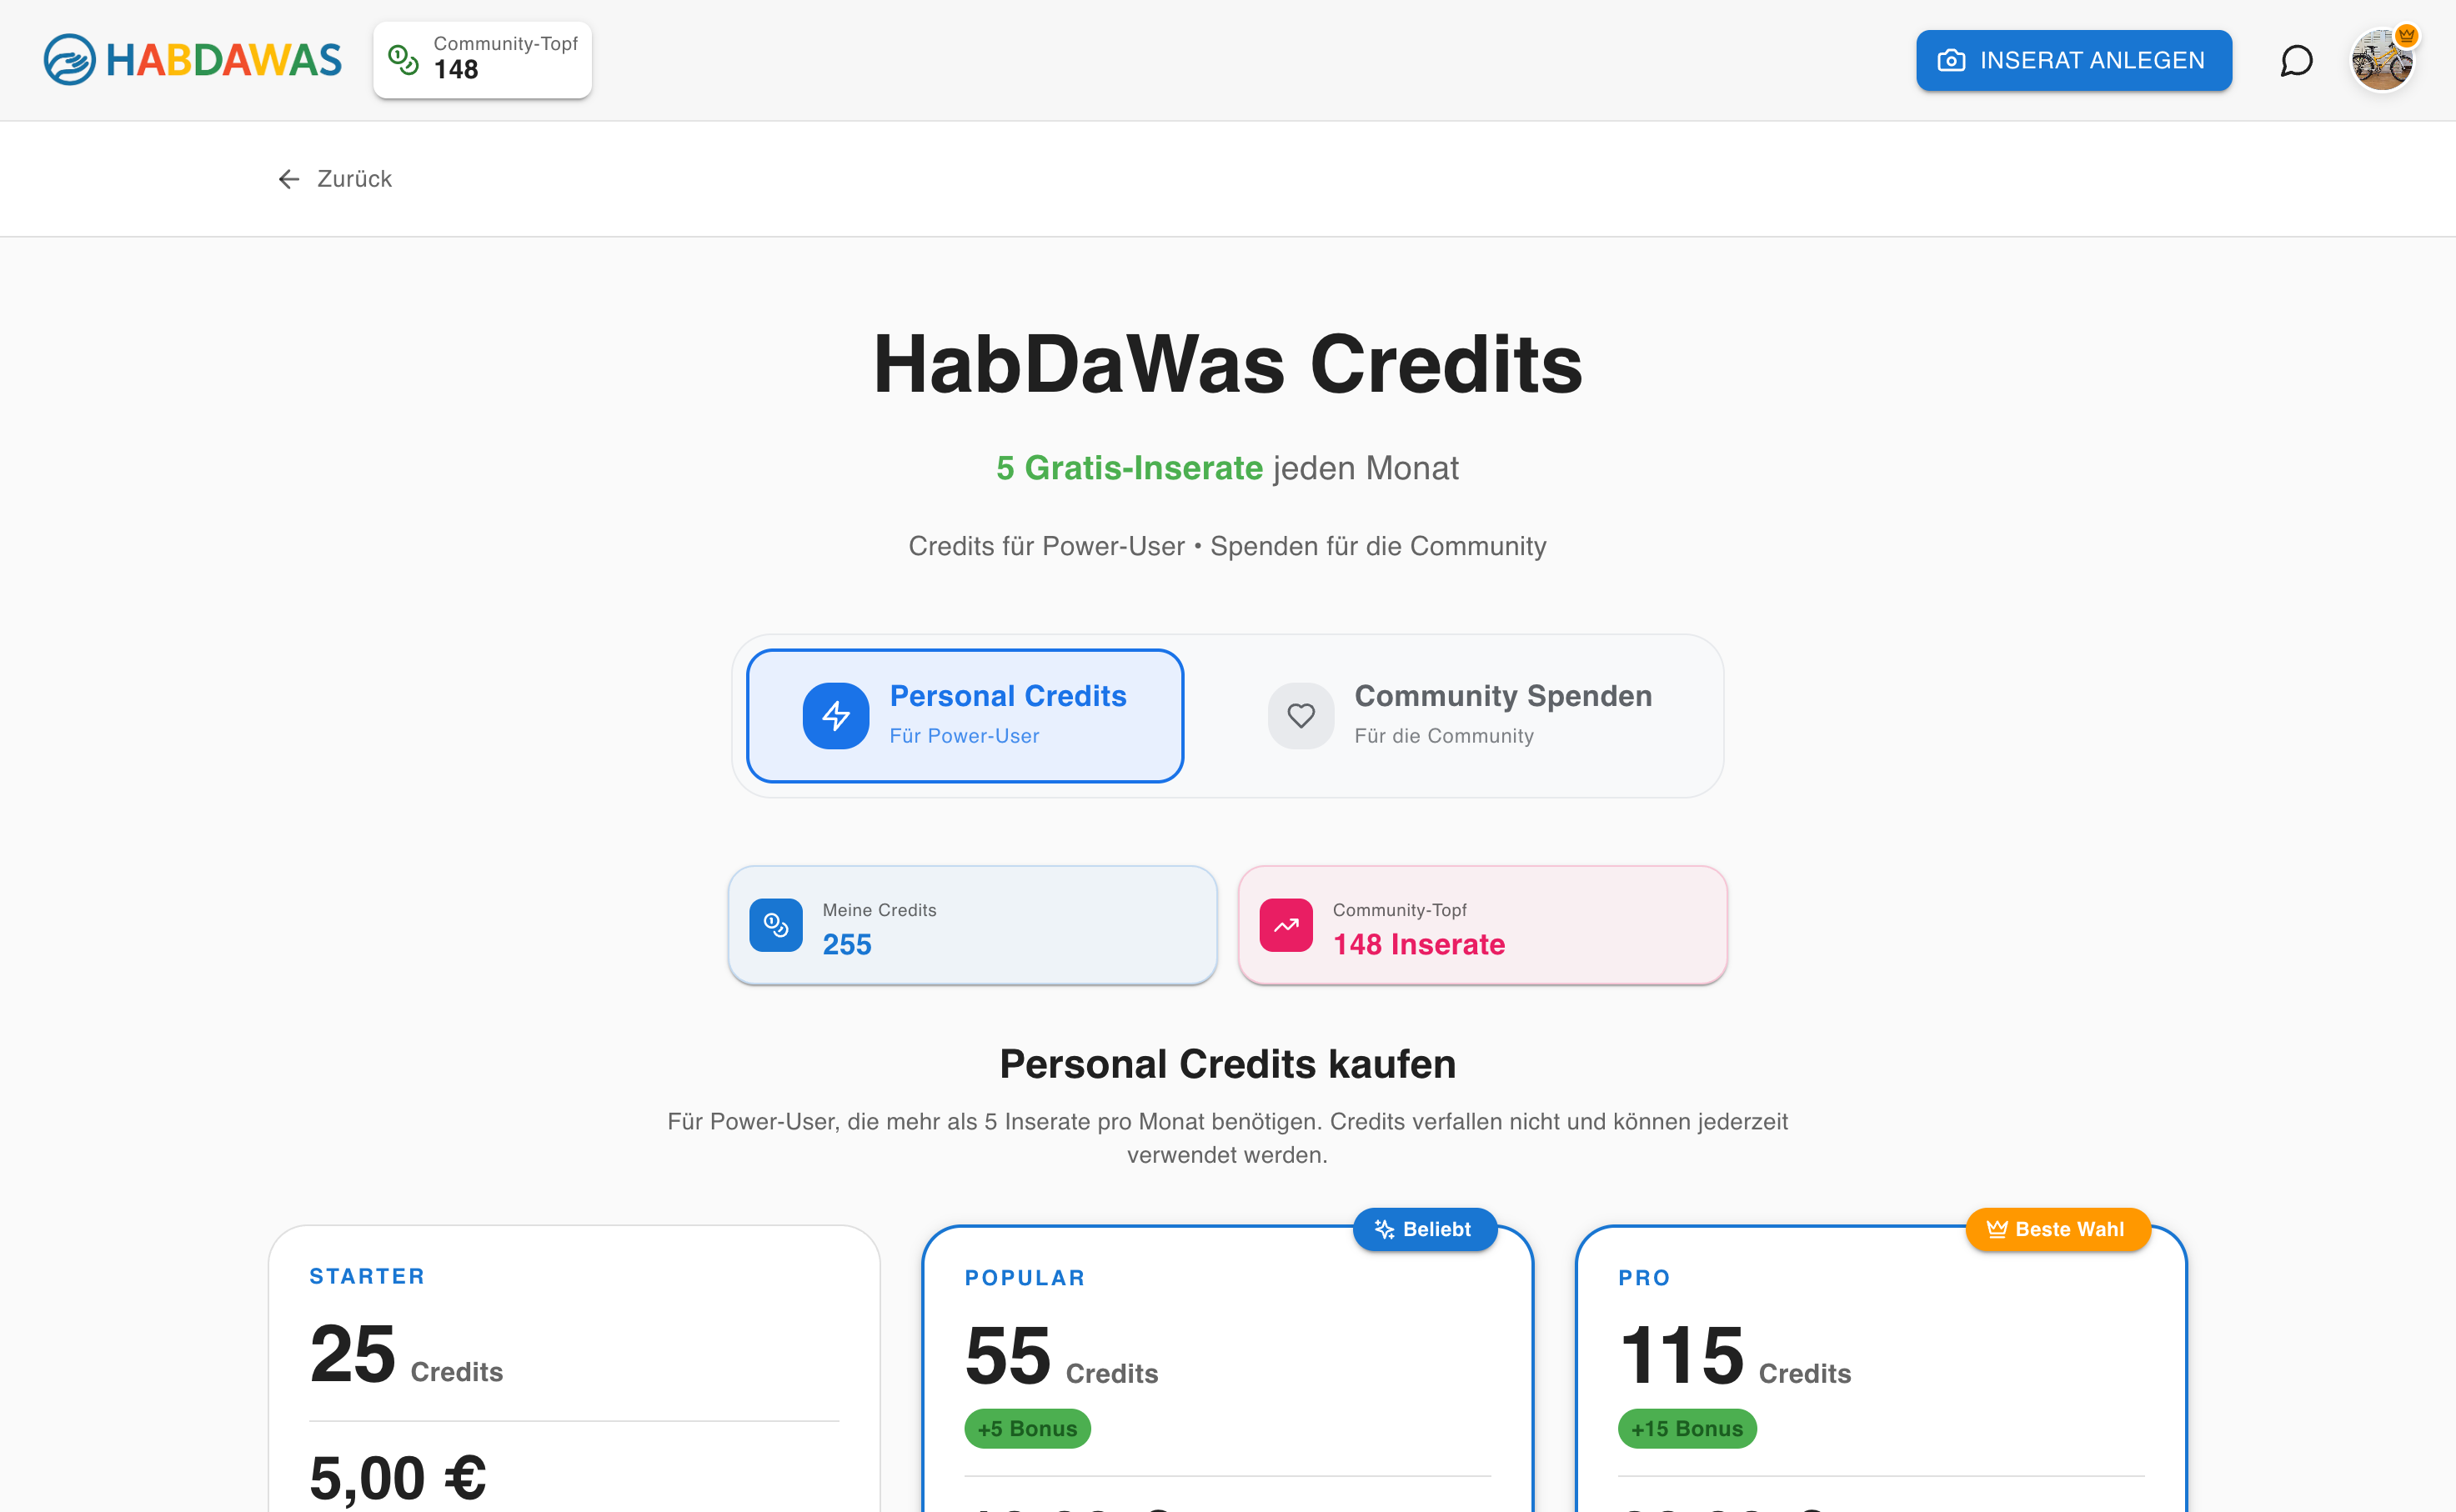 HABDAWAS
Community-Topf
148
INSERAT ANLEGEN
Zurück
HabDaWas Credits
5 Gratis-Inserate jeden Monat
Credits für Power-User • Spenden für die Community
Personal Credits
Für Power-User
Community Spenden
Für die Community
Meine Credits
255
Community-Topf
148 Inserate
Personal Credits kaufen
Für Power-User, die mehr als 5 Inserate pro Monat benötigen. Credits verfallen nicht und können jederzeit
verwendet werden.
STARTER
25 Credits
5,00 €
Beliebt
POPULAR
55 Credits
+5 Bonus
Beste Wahl
PRO
115 Credits
+15 Bonus